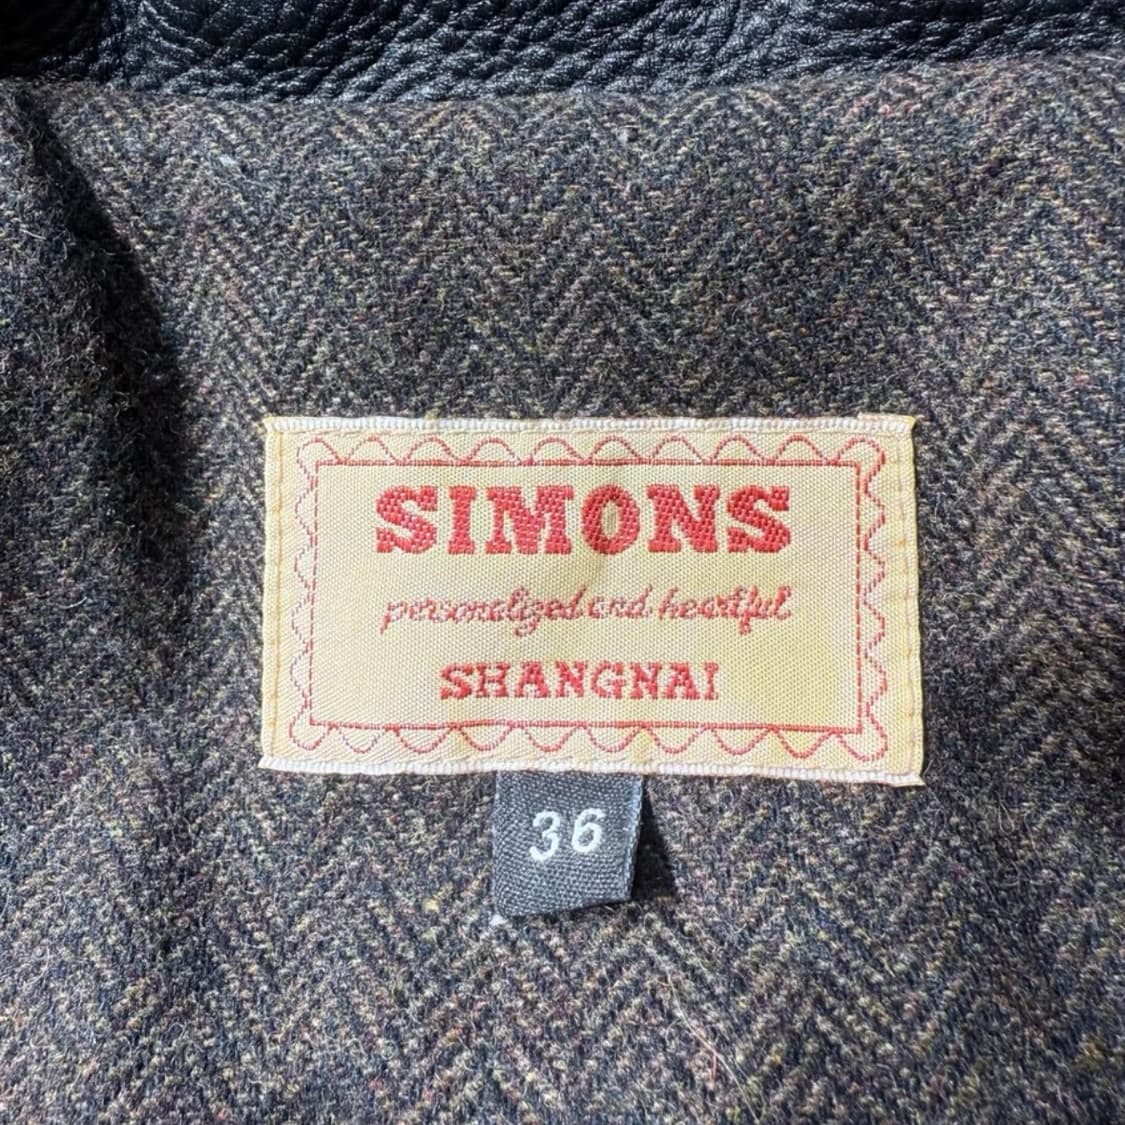 SIMONS
personalized and heartful
SHANGNAI
36